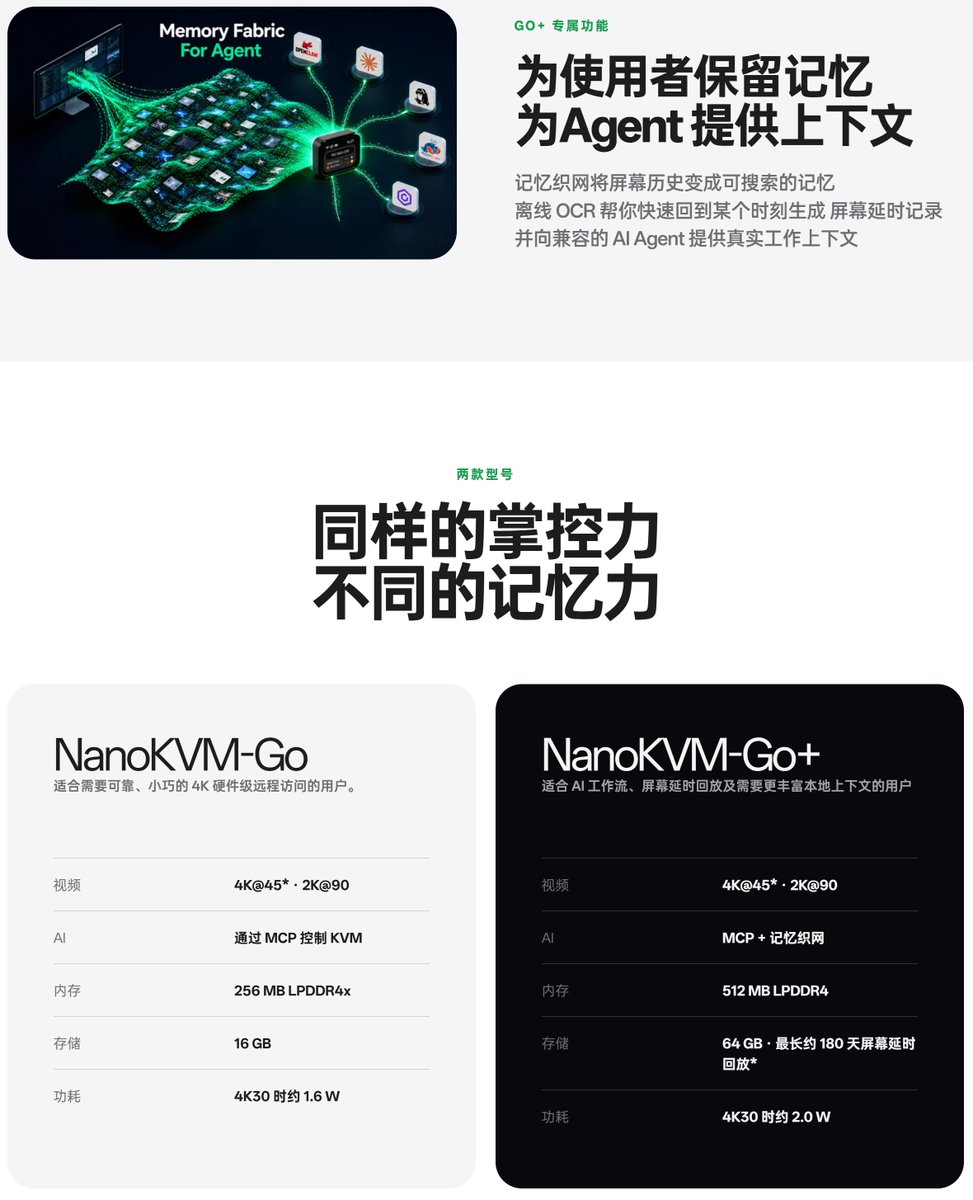 Memory Fabric
For Agent
OPENCLAW
GO+ 专属功能
为使用者保留记忆
为Agent 提供上下文
记忆织网将屏幕历史变成可搜索的记忆
离线 OCR 帮你快速回到某个时刻生成 屏幕延时记录
并向兼容的 AI Agent 提供真实工作上下文
两款型号
同样的掌控力
不同的记忆力
NanoKVM-Go
适合需要可靠、小巧的 4K 硬件级远程访问的用户。
视频 4K@45* · 2K@90
AI 通过 MCP 控制 KVM
内存 256 MB LPDDR4x
存储 16 GB
功耗 4K30 时约 1.6 W
NanoKVM-Go+
适合 AI 工作流、屏幕延时回放及需要更丰富本地上下文的用户
视频 4K@45* · 2K@90
AI MCP + 记忆织网
内存 512 MB LPDDR4
存储 64 GB · 最长约 180 天屏幕延时
回放*
功耗 4K30 时约 2.0 W